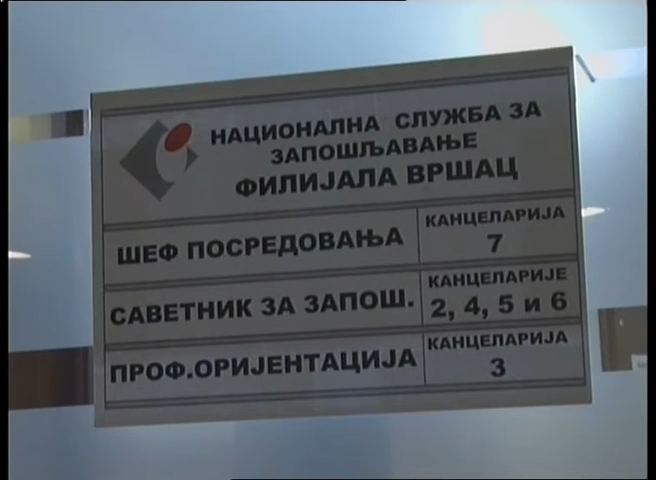 НАЦИОНАЛНА СЛУЖБА ЗА
ЗАПОШЉАВАЊЕ
ФИЛИЈАЛА ВРШАЦ
ШЕФ ПОСРЕДОВАЊА
КАНЦЕЛАРИЈА
7
САВЕТНИК ЗА ЗАПОШ.
КАНЦЕЛАРИЈЕ
2, 4, 5 и 6
ПРОФ.ОРИЈЕНТАЦИЈА
КАНЦЕЛАРИЈА
3